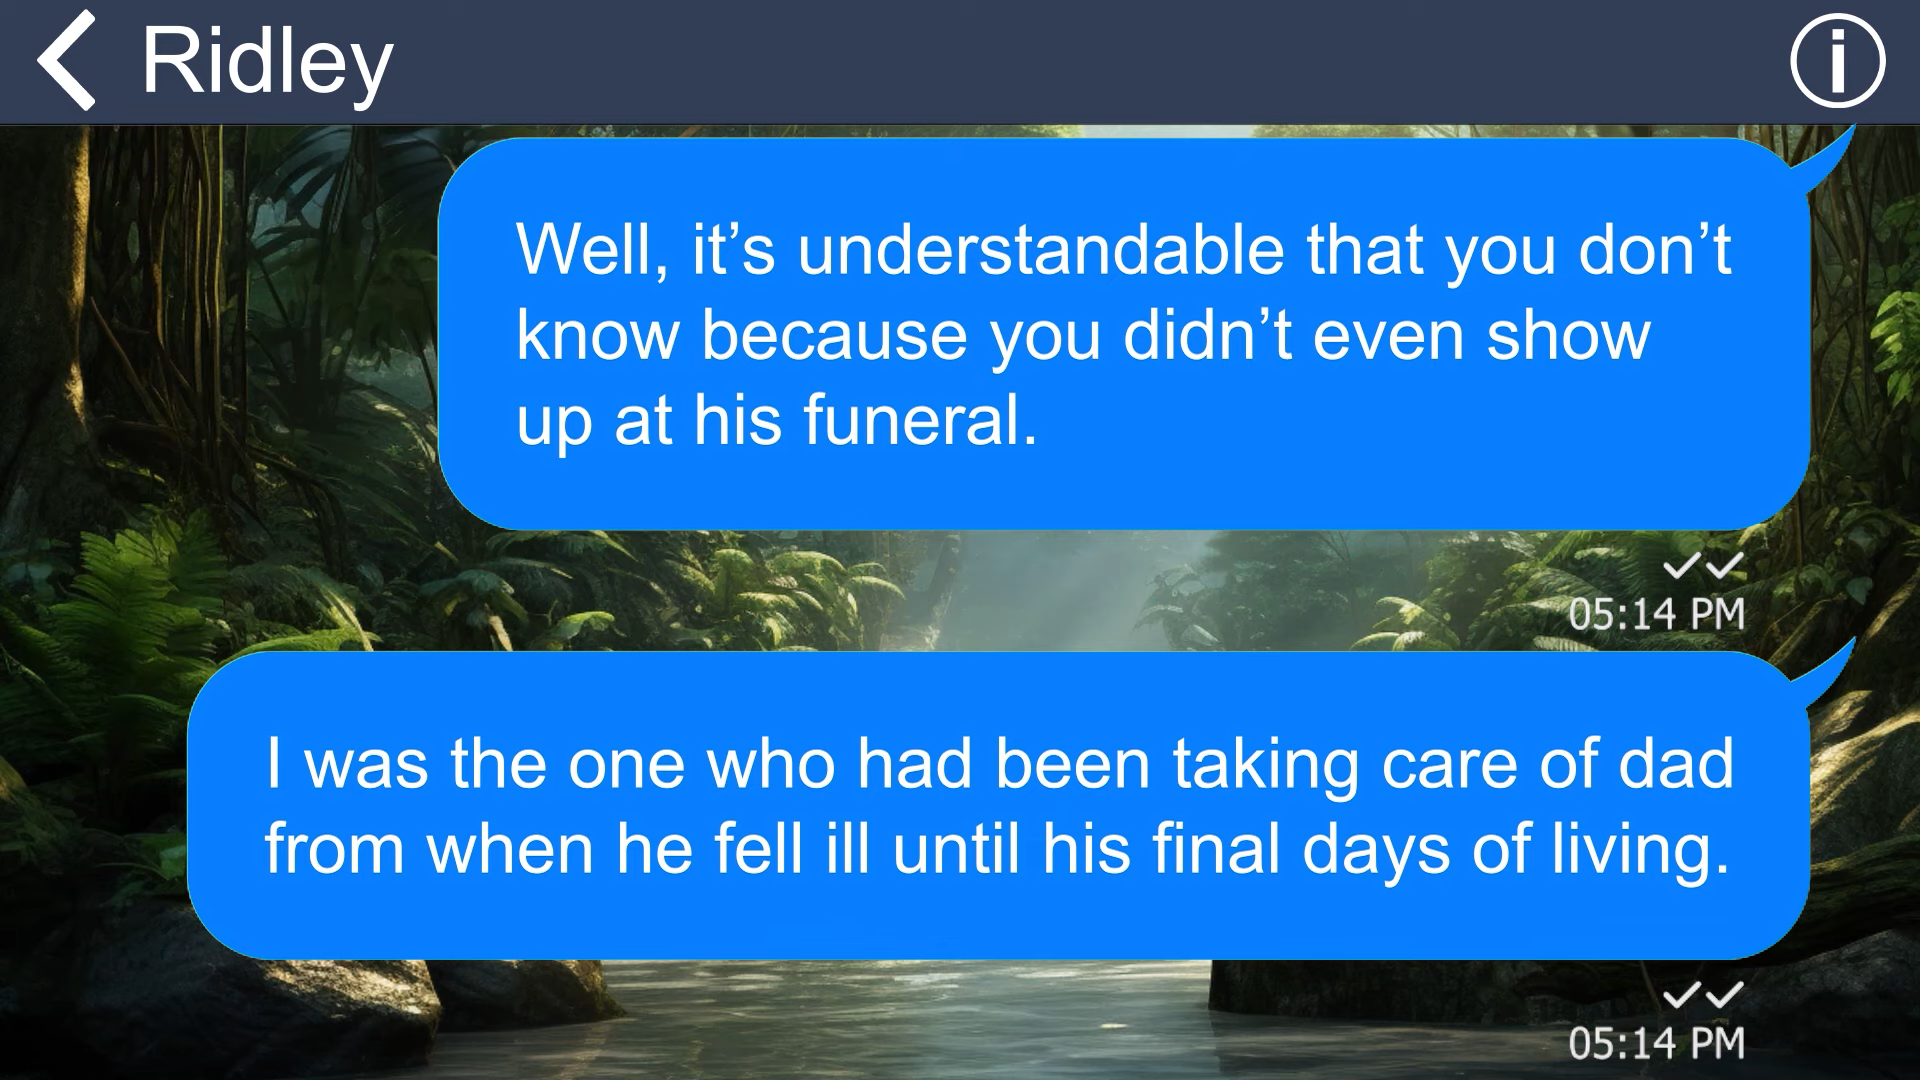 Ridley
Well, it’s understandable that you don’t
know because you didn’t even show
up at his funeral.
05:14 PM
I was the one who had been taking care of dad
from when he fell ill until his final days of living.
05:14 PM